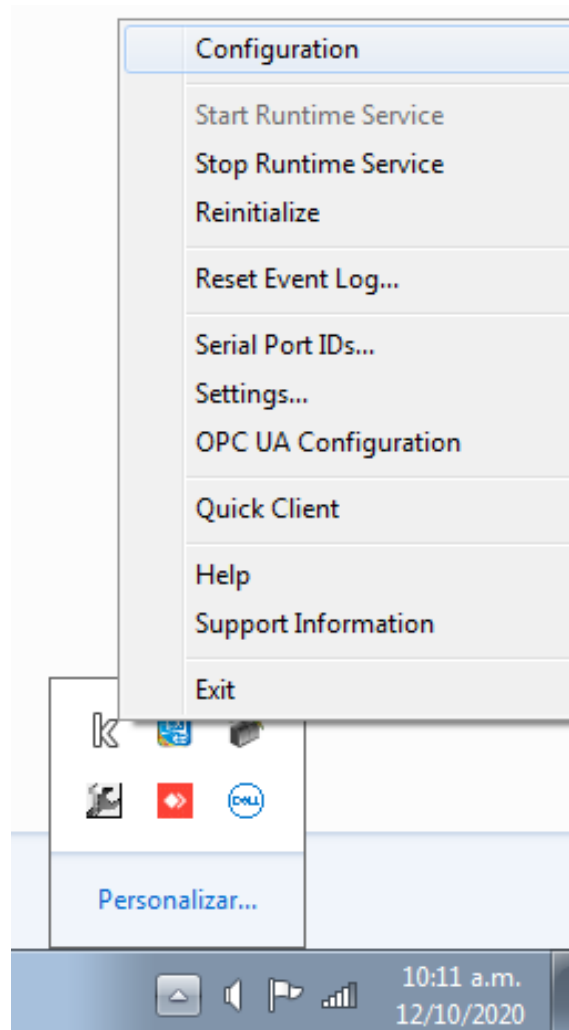 Configuration
Start Runtime Service
Stop Runtime Service
Reinitialize
Reset Event Log...
Serial Port IDs...
Settings...
OPC UA Configuration
Quick Client
Help
Support Information
Exit
k
DELL
Personalizar...
10:11 a.m.
12/10/2020